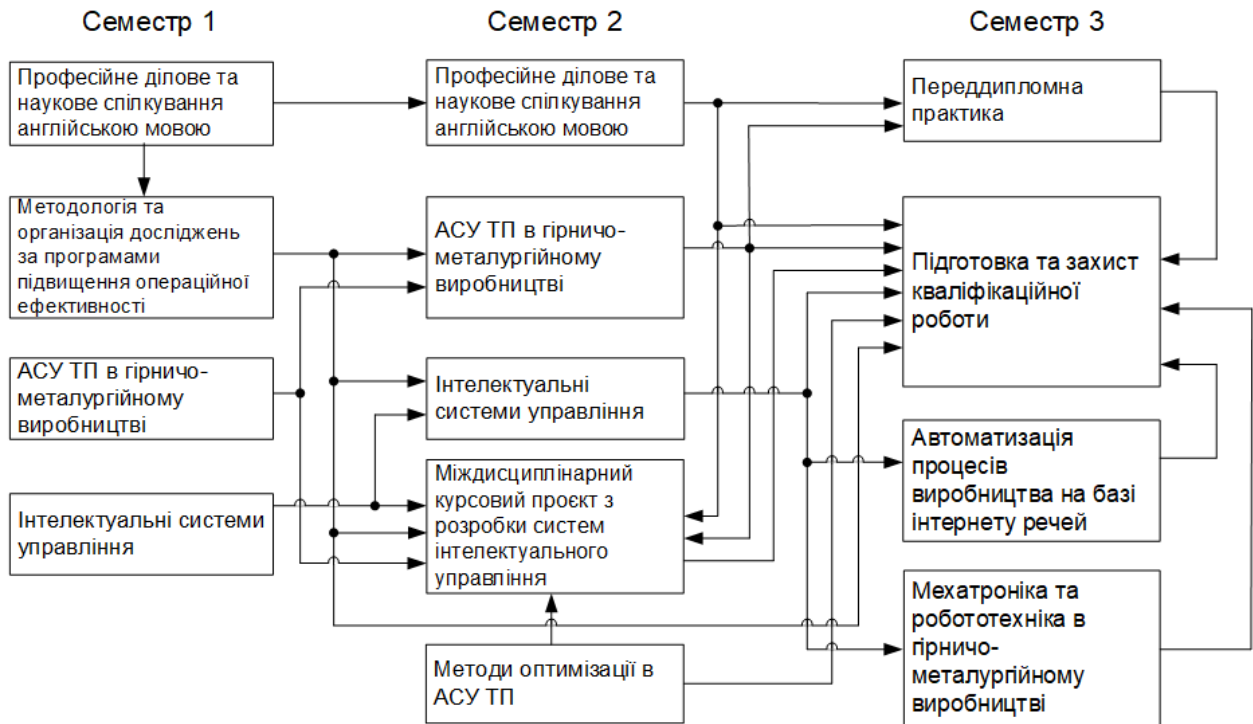 Семестр 1
Семестр 2
Семестр 3
Професійне ділове та
наукове спілкування
англійською мовою
Методологія та
організація досліджень
за програмами
підвищення операційної
ефективності
АСУ ТП в гірничо-
металургійному
виробництві
Інтелектуальні системи
управління
Професійне ділове та
наукове спілкування
англійською мовою
АСУ ТП в гірничо-
металургійному
виробництві
Інтелектуальні
системи управління
Міждисципплінарний
курсовий проєкт з
розробки систем
інтелектуального
управління
Методи оптимізації в
АСУ ТП
Переддипломна
практика
Підготовка та захист
кваліфікаційної
роботи
Автоматизація
процесів
виробництва на базі
інтернету речей
Мехатроніка та
робототехніка в
гірничо-
металургійному
виробництві